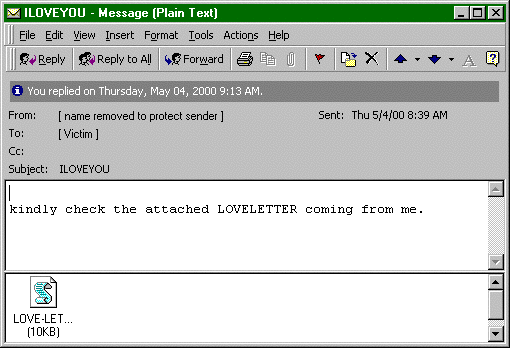 ILOVEYOU - Message (Plain Text)
File Edit View Insert Format Tools Actions Help
Reply Reply to All Forward A ?
You replied on Thursday, May 04, 2000 9:13 AM.
From: [ name removed to protect sender ] Sent: Thu 5/4/00 8:39 AM
To: [ Victim ]
Cc:
Subject: ILOVEYOU
kindly check the attached LOVELETTER coming from me.
LOVE-LET...
(10KB)